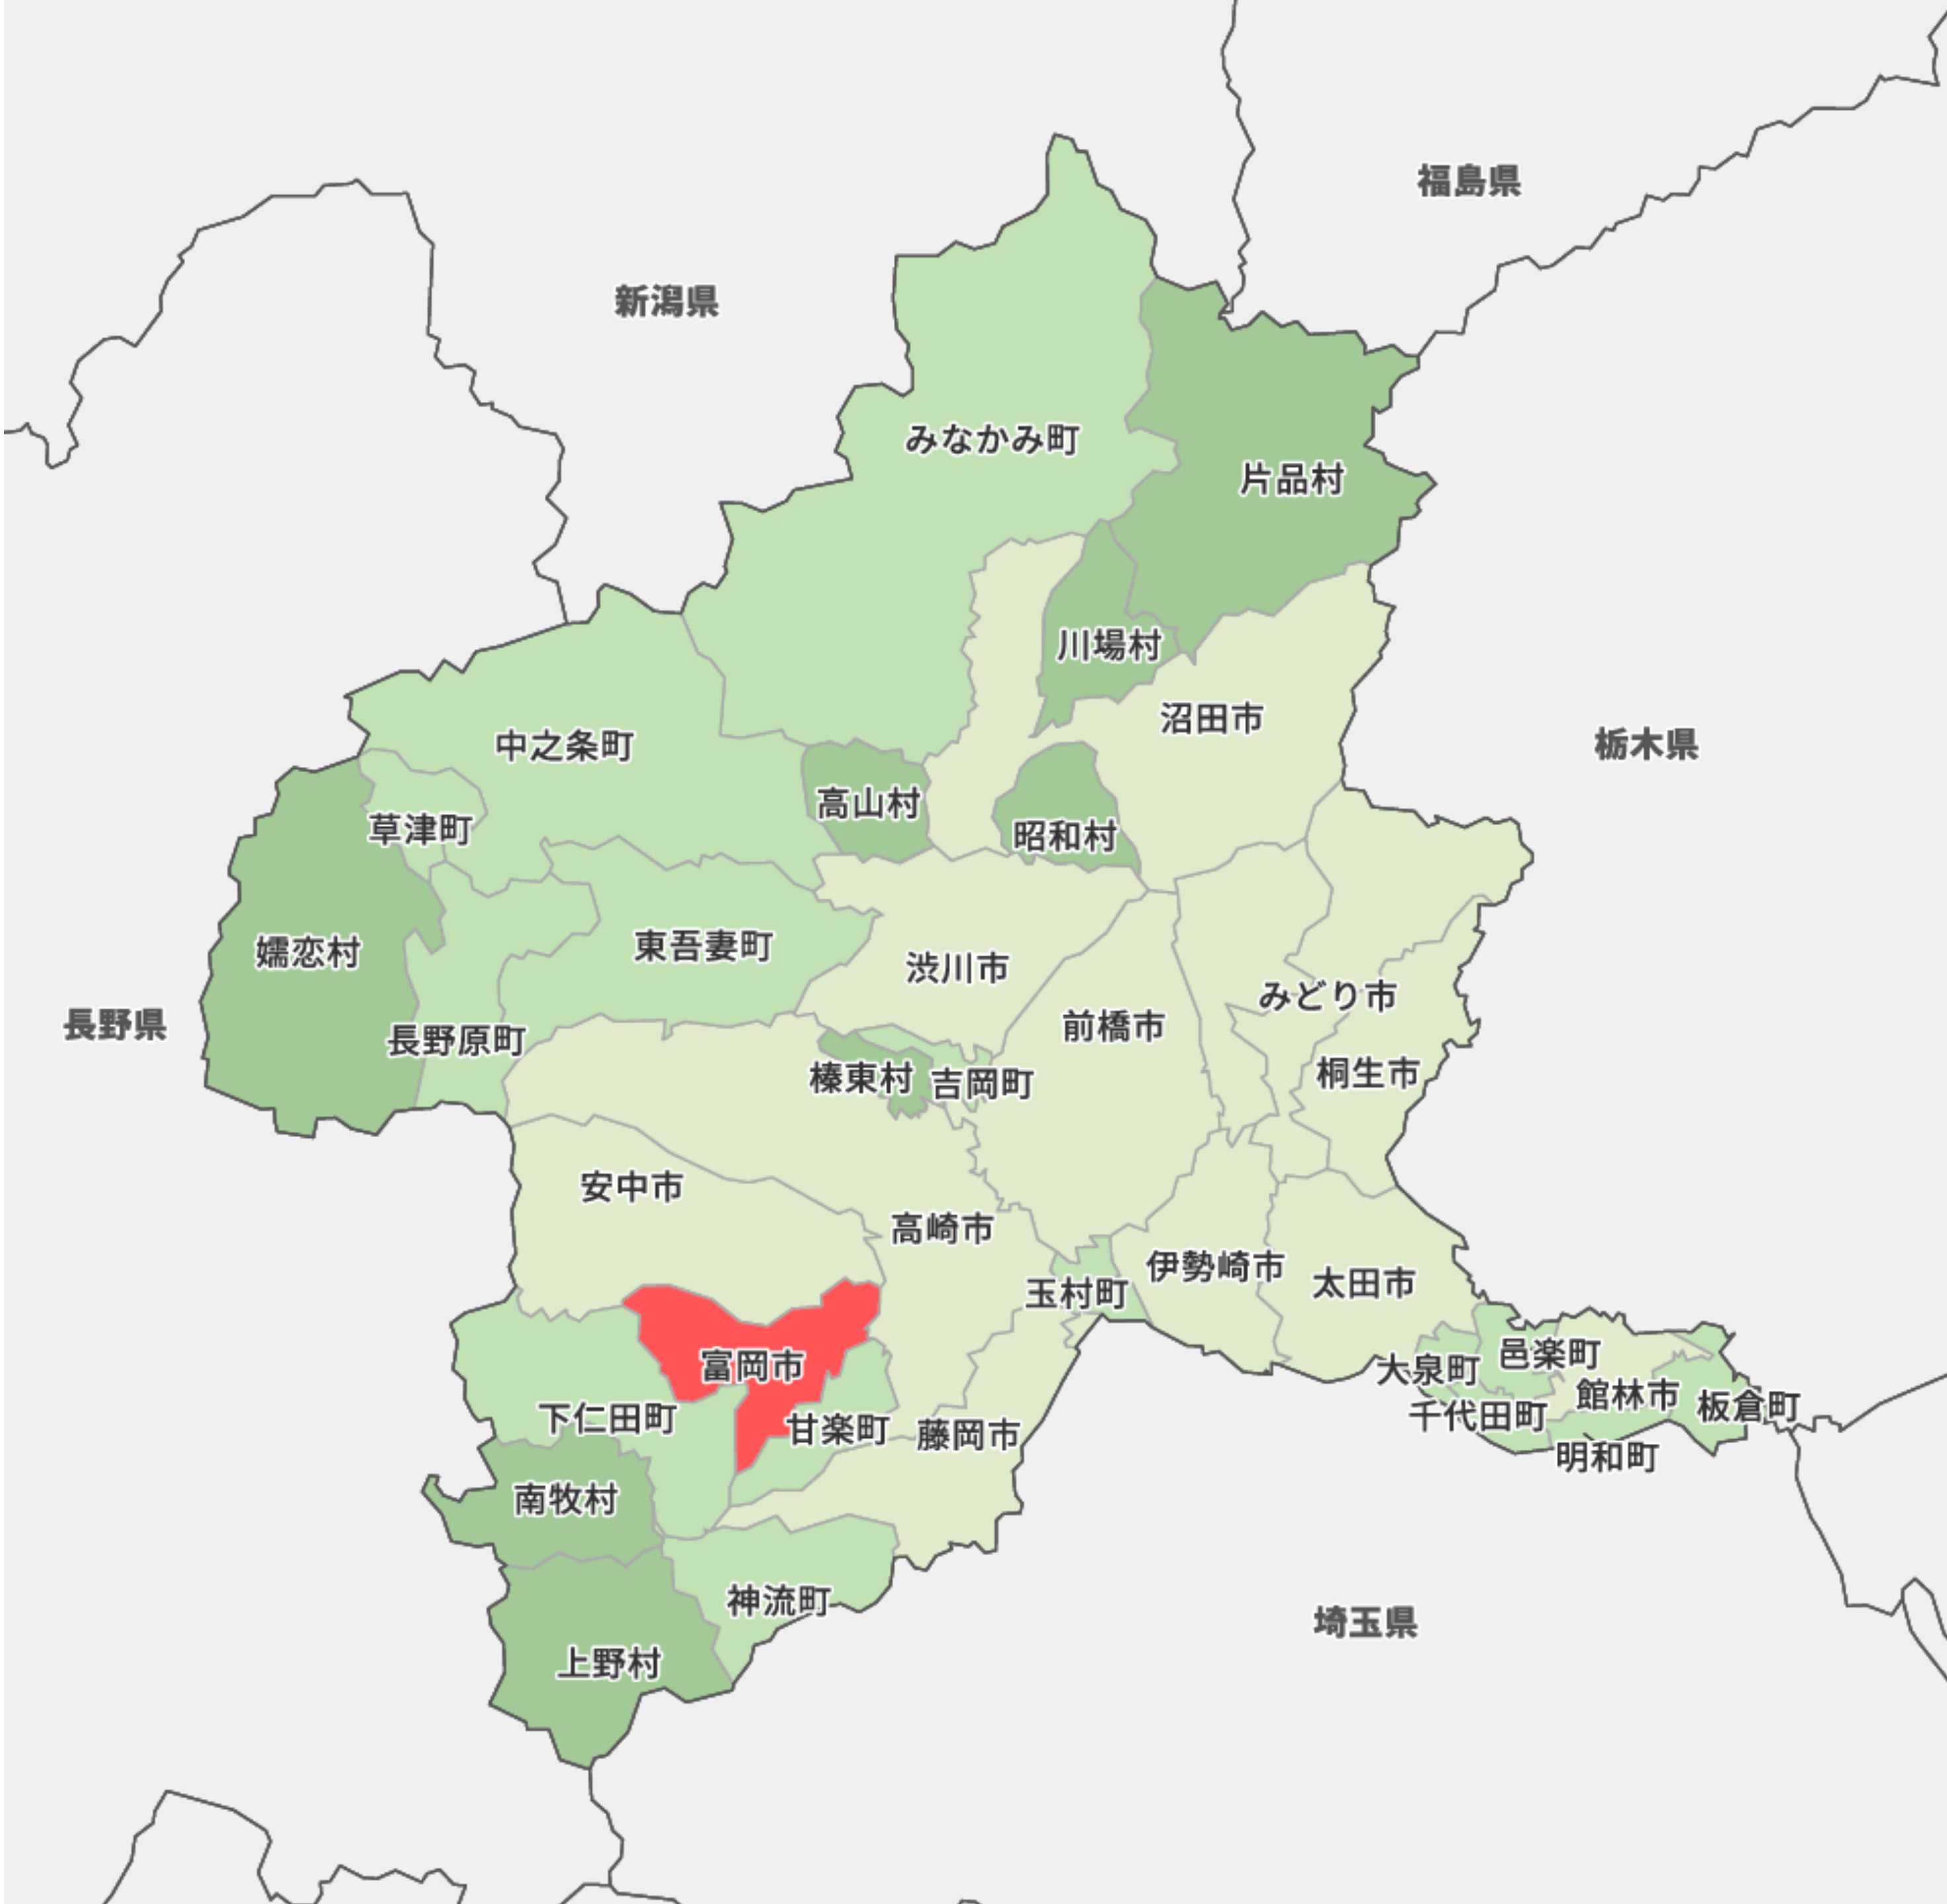 福島県
新潟県
みなかみ町
片品村
川場村
沼田市
栃木県
中之条町
高山村
草津町
昭和村
嬬恋村
東吾妻町
渋川市
みどり市
長野県
前橋市
長野原町
桐生市
榛東村
吉岡町
安中市
高崎市
伊勢崎市
太田市
玉村町
邑楽町
富岡市
大泉町
館林市
板倉町
千代田町
下仁田町
甘楽町
藤岡市
明和町
南牧村
神流町
埼玉県
上野村